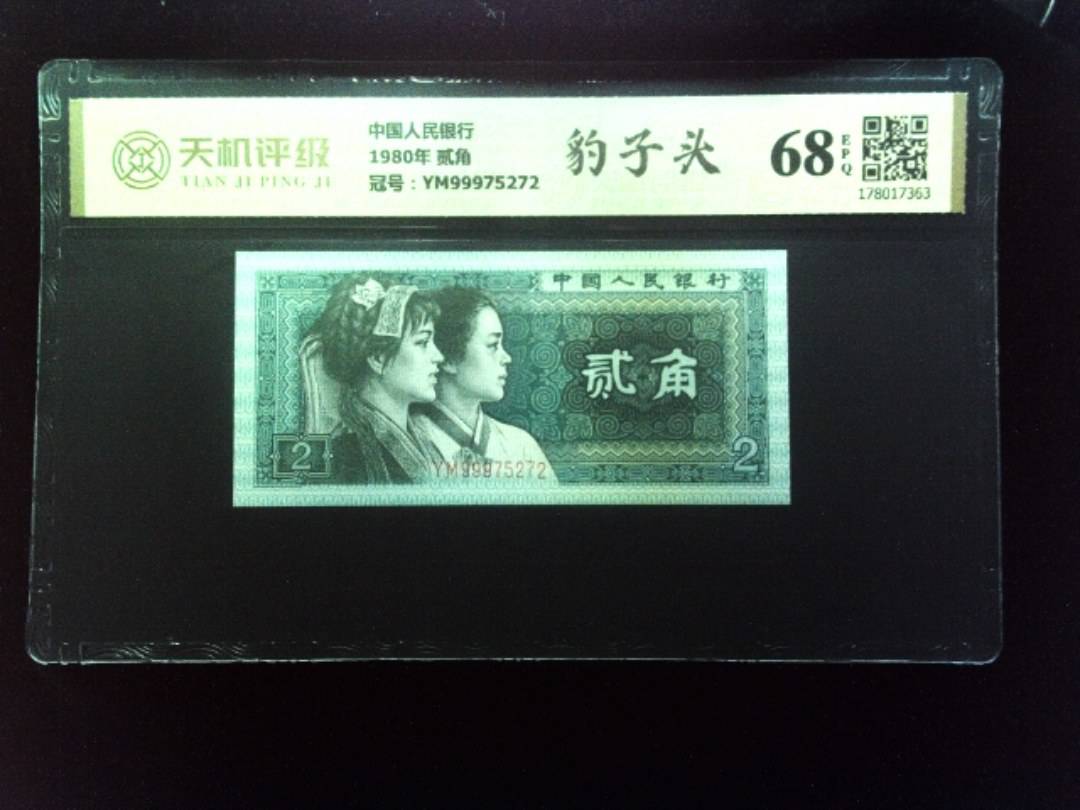 天机评级
TIAN JI PING JI
中国人民银行
1980年 贰角
冠号：YM99975272
豹子头
68
EPQ
178017363
中國人民银行
贰角
2
YM99975272
2